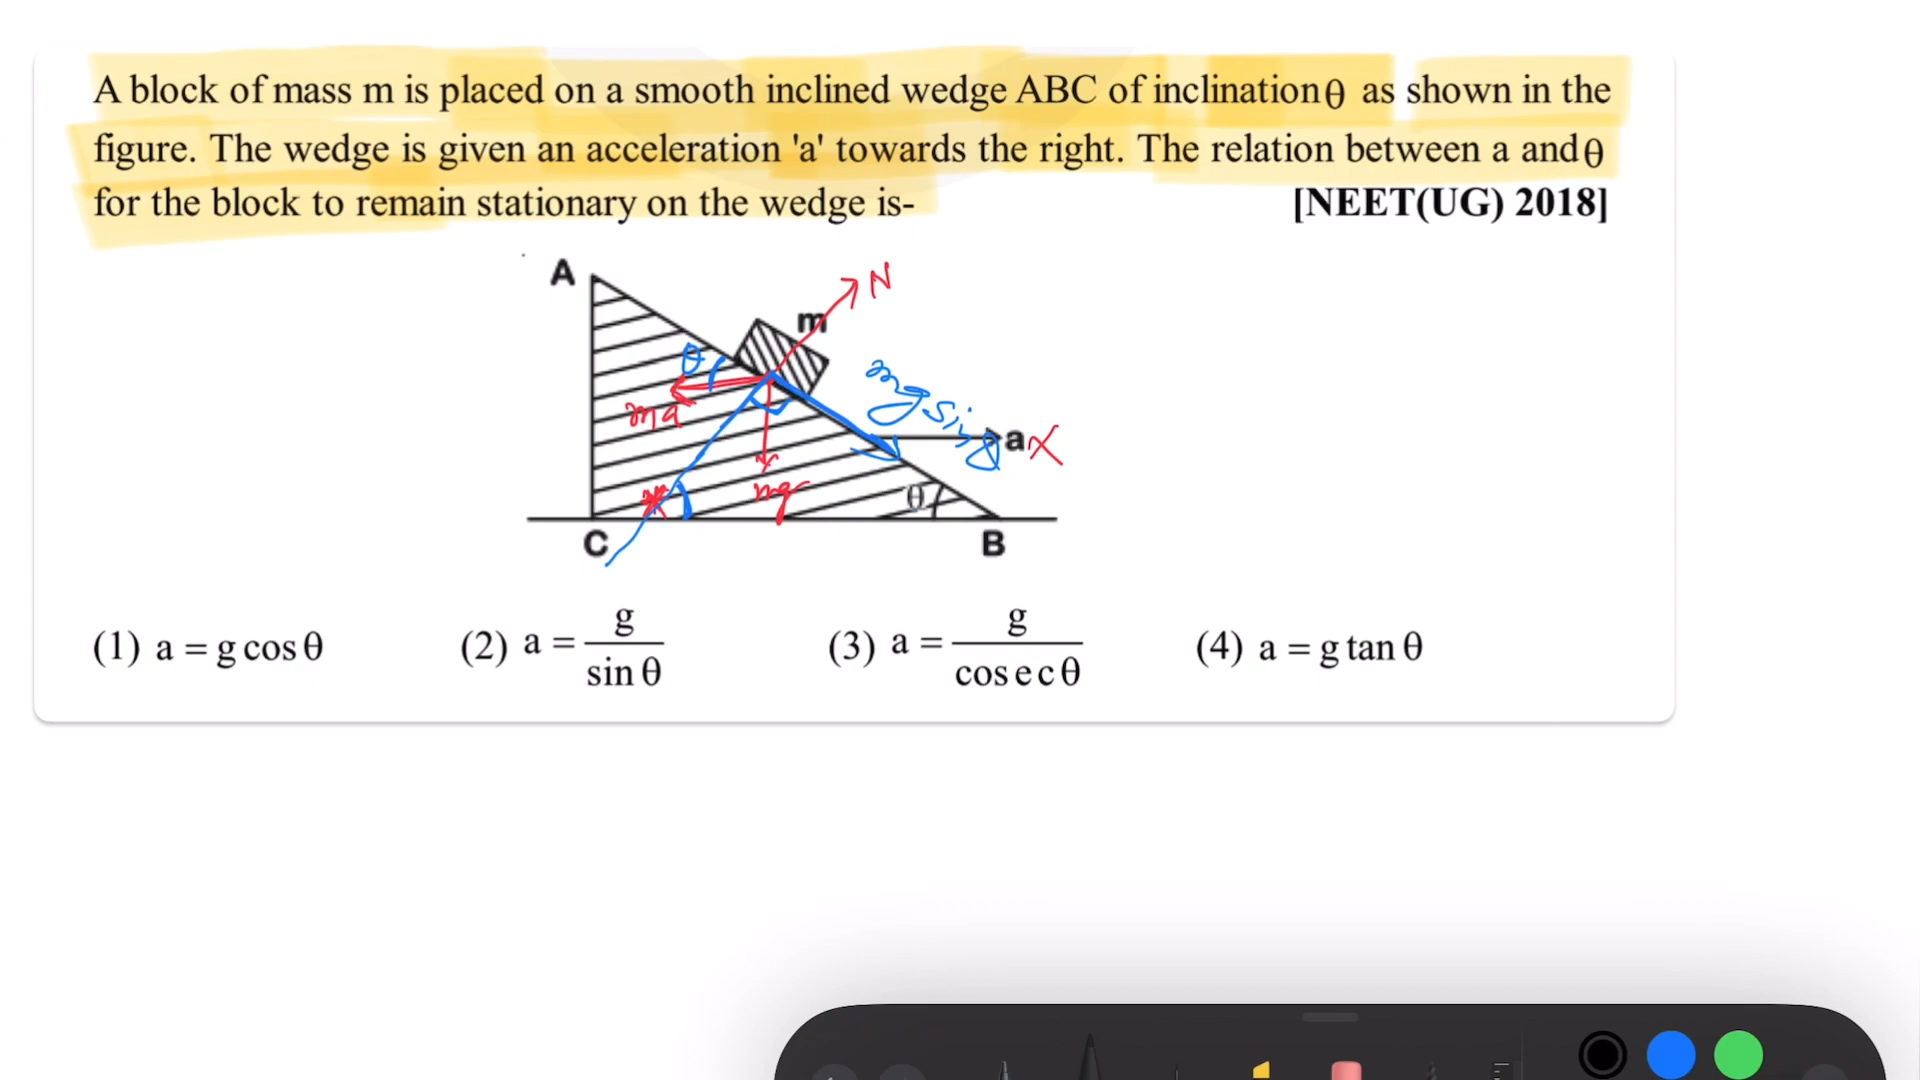 A block of mass m is placed on a smooth inclined wedge ABC of inclination θ as shown in the
figure. The wedge is given an acceleration 'a' towards the right. The relation between a and θ
for the block to remain stationary on the wedge is- [NEET(UG) 2018]
A
N
m
θ
ma
mg sinθ
a X
mg
θ
C
B
(1) a = g cos θ (2) a = g / sin θ (3) a = g / cosec θ (4) a = g tan θ